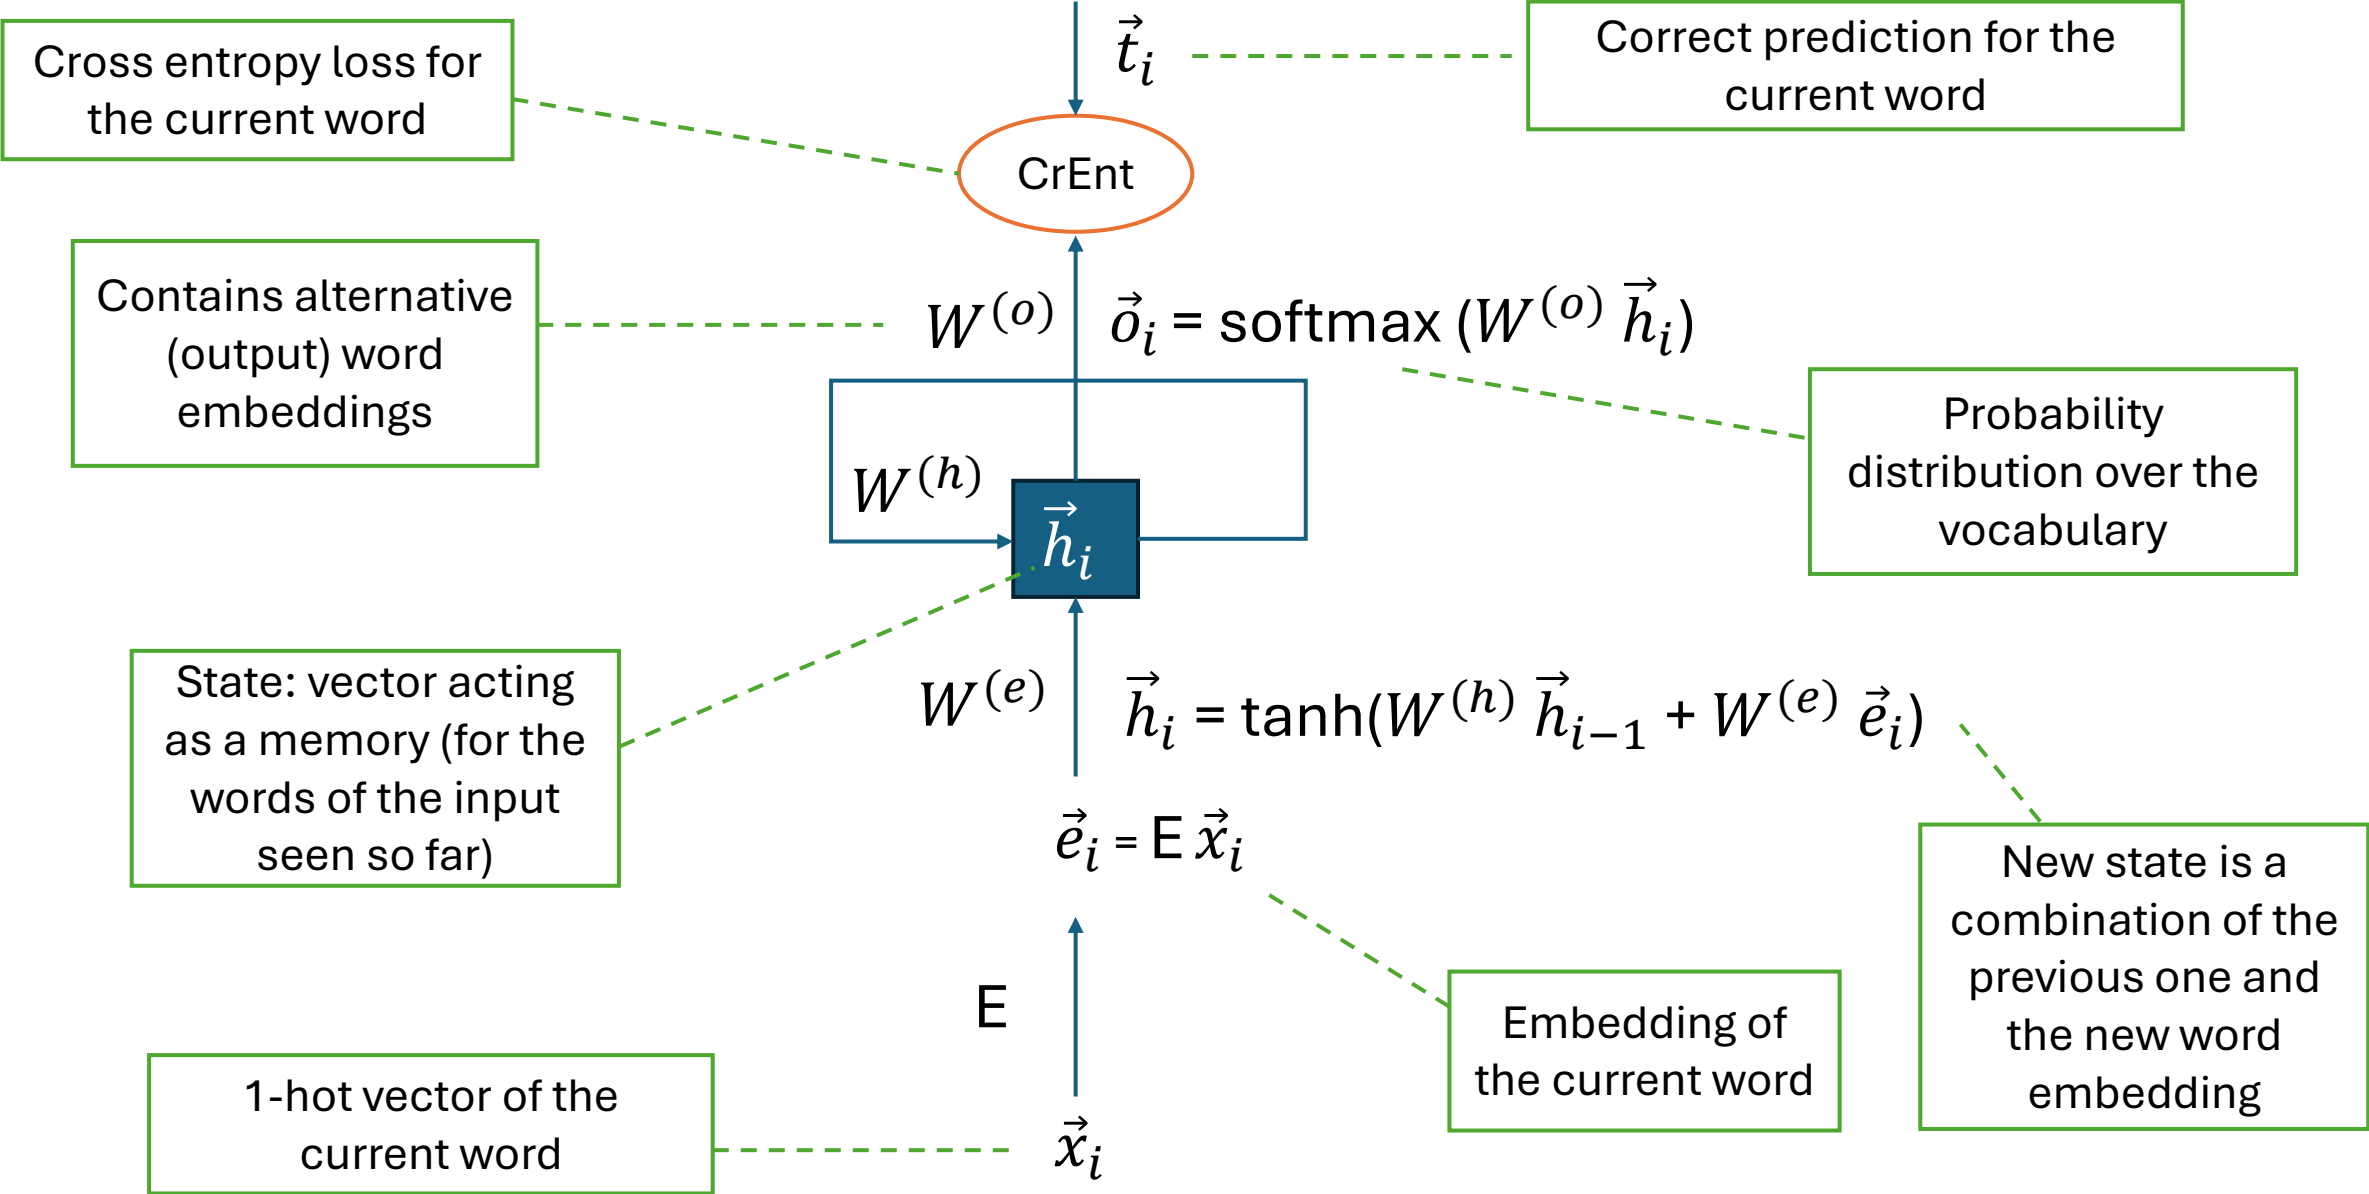 Cross entropy loss for
the current word
t⃗ᵢ
Correct prediction for the
current word
CrEnt
Contains alternative
(output) word
embeddings
W⁽ᵒ⁾
o⃗ᵢ = softmax (W⁽ᵒ⁾ h⃗ᵢ)
Probability
distribution over the
vocabulary
W⁽ʰ⁾
h⃗ᵢ
State: vector acting
as a memory (for the
words of the input
seen so far)
W⁽ᵉ⁾
h⃗ᵢ = tanh(W⁽ʰ⁾ h⃗ᵢ₋₁ + W⁽ᵉ⁾ e⃗ᵢ)
e⃗ᵢ = E x⃗ᵢ
New state is a
combination of the
previous one and
the new word
embedding
E
Embedding of
the current word
1-hot vector of the
current word
x⃗ᵢ